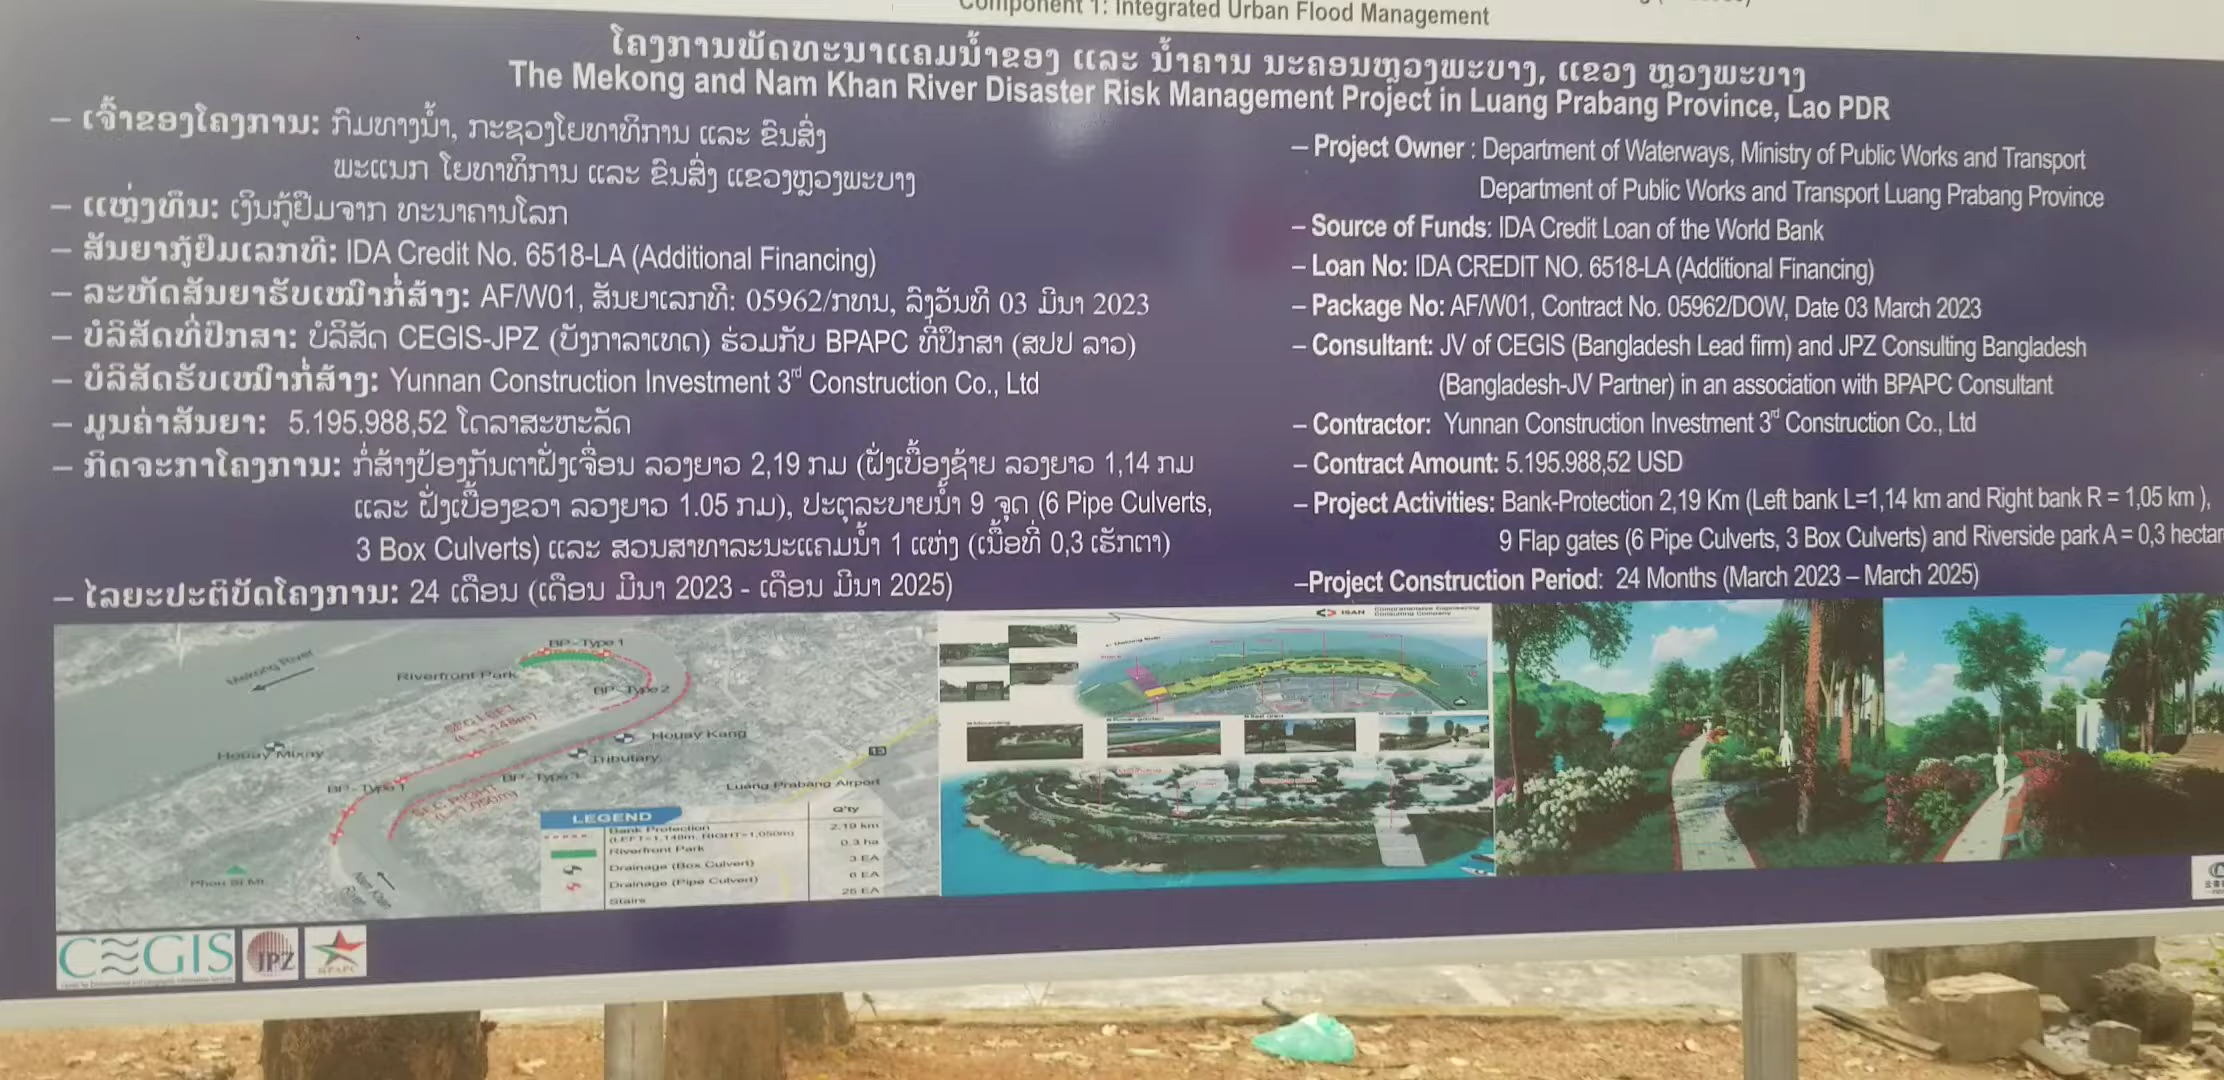 Component 1: Integrated Urban Flood Management
ໂຄງການພັດທະນາແຄມນ້ຳຂອງ ແລະ ນ້ຳຄານ ນະຄອນຫຼວງພະບາງ, ແຂວງ ຫຼວງພະບາງ
The Mekong and Nam Khan River Disaster Risk Management Project in Luang Prabang Province, Lao PDR
– ເຈົ້າຂອງໂຄງການ: ກົມທາງນ້ຳ, ກະຊວງໂຍທາທິການ ແລະ ຂົນສົ່ງ
ພະແນກ ໂຍທາທິການ ແລະ ຂົນສົ່ງ ແຂວງຫຼວງພະບາງ
– ແຫຼ່ງທຶນ: ເງິນກູ້ຢືມຈາກ ທະນາຄານໂລກ
– ສັນຍາກູ້ຢືມເລກທີ: IDA Credit No. 6518-LA (Additional Financing)
– ລະຫັດສັນຍາຮັບເໝົາກໍ່ສ້າງ: AF/W01, ສັນຍາເລກທີ: 05962/ກທນ, ລົງວັນທີ 03 ມີນາ 2023
– ບໍລິສັດທີ່ປຶກສາ: ບໍລິສັດ CEGIS-JPZ (ບັງກາລາເທດ) ຮ່ວມກັບ BPAPC ທີ່ປຶກສາ (ສປປ ລາວ)
– ບໍລິສັດຮັບເໝົາກໍ່ສ້າງ: Yunnan Construction Investment 3rd Construction Co., Ltd
– ມູນຄ່າສັນຍາ: 5.195.988,52 ໂດລາສະຫະລັດ
– ກິດຈະກາໂຄງການ: ກໍ່ສ້າງປ້ອງກັນຕາຝັ່ງເຈື່ອນ ລວງຍາວ 2,19 ກມ (ຝັ່ງເບື້ອງຊ້າຍ ລວງຍາວ 1,14 ກມ
ແລະ ຝັ່ງເບື້ອງຂວາ ລວງຍາວ 1.05 ກມ), ປະຕູລະບາຍນ້ຳ 9 ຈຸດ (6 Pipe Culverts,
3 Box Culverts) ແລະ ສວນສາທາລະນະແຄມນ້ຳ 1 ແຫ່ງ (ເນື້ອທີ່ 0,3 ເຮັກຕາ)
– ໄລຍະປະຕິບັດໂຄງການ: 24 ເດືອນ (ເດືອນ ມີນາ 2023 - ເດືອນ ມີນາ 2025)
– Project Owner : Department of Waterways, Ministry of Public Works and Transport
Department of Public Works and Transport Luang Prabang Province
– Source of Funds: IDA Credit Loan of the World Bank
– Loan No: IDA CREDIT NO. 6518-LA (Additional Financing)
– Package No: AF/W01, Contract No. 05962/DOW, Date 03 March 2023
– Consultant: JV of CEGIS (Bangladesh Lead firm) and JPZ Consulting Bangladesh
(Bangladesh-JV Partner) in an association with BPAPC Consultant
– Contractor: Yunnan Construction Investment 3rd Construction Co., Ltd
– Contract Amount: 5.195.988,52 USD
– Project Activities: Bank-Protection 2,19 Km (Left bank L=1,14 km and Right bank R = 1,05 km ),
9 Flap gates (6 Pipe Culverts, 3 Box Culverts) and Riverside park A = 0,3 hectar
–Project Construction Period: 24 Months (March 2023 – March 2025)
Mekong River
BP - Type 1
Riverfront Park
BP - Type 2
Houay Mixay
Houay Kang
Tributary
BP - Type 3
BP - Type 1
Luang Prabang Airport
13
Phou Si Mt.
Nam Khan River
LEGEND
Q'ty
Bank Protection
(LEFT=1,148m, RIGHT=1,050m)
2.19 km
Riverfront Park
0.3 ha
Drainage (Box Culvert)
3 EA
Drainage (Pipe Culvert)
6 EA
Stairs
26 EA
ISAN
CEGIS
JPZ
BPAPC